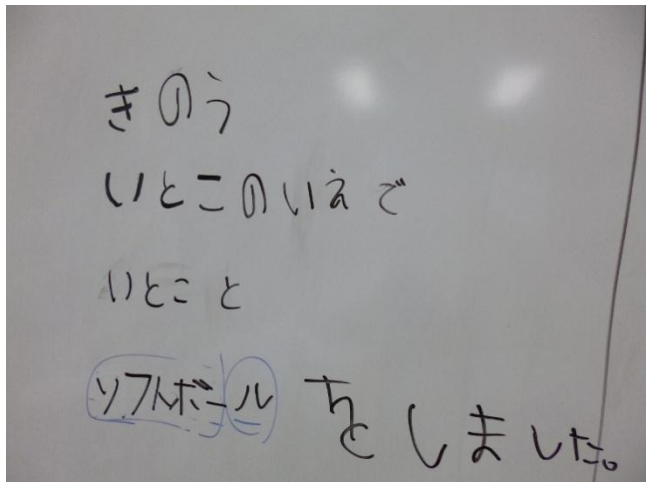 きのう
いとこのいえで
いとこと
ソフトボールをしました。